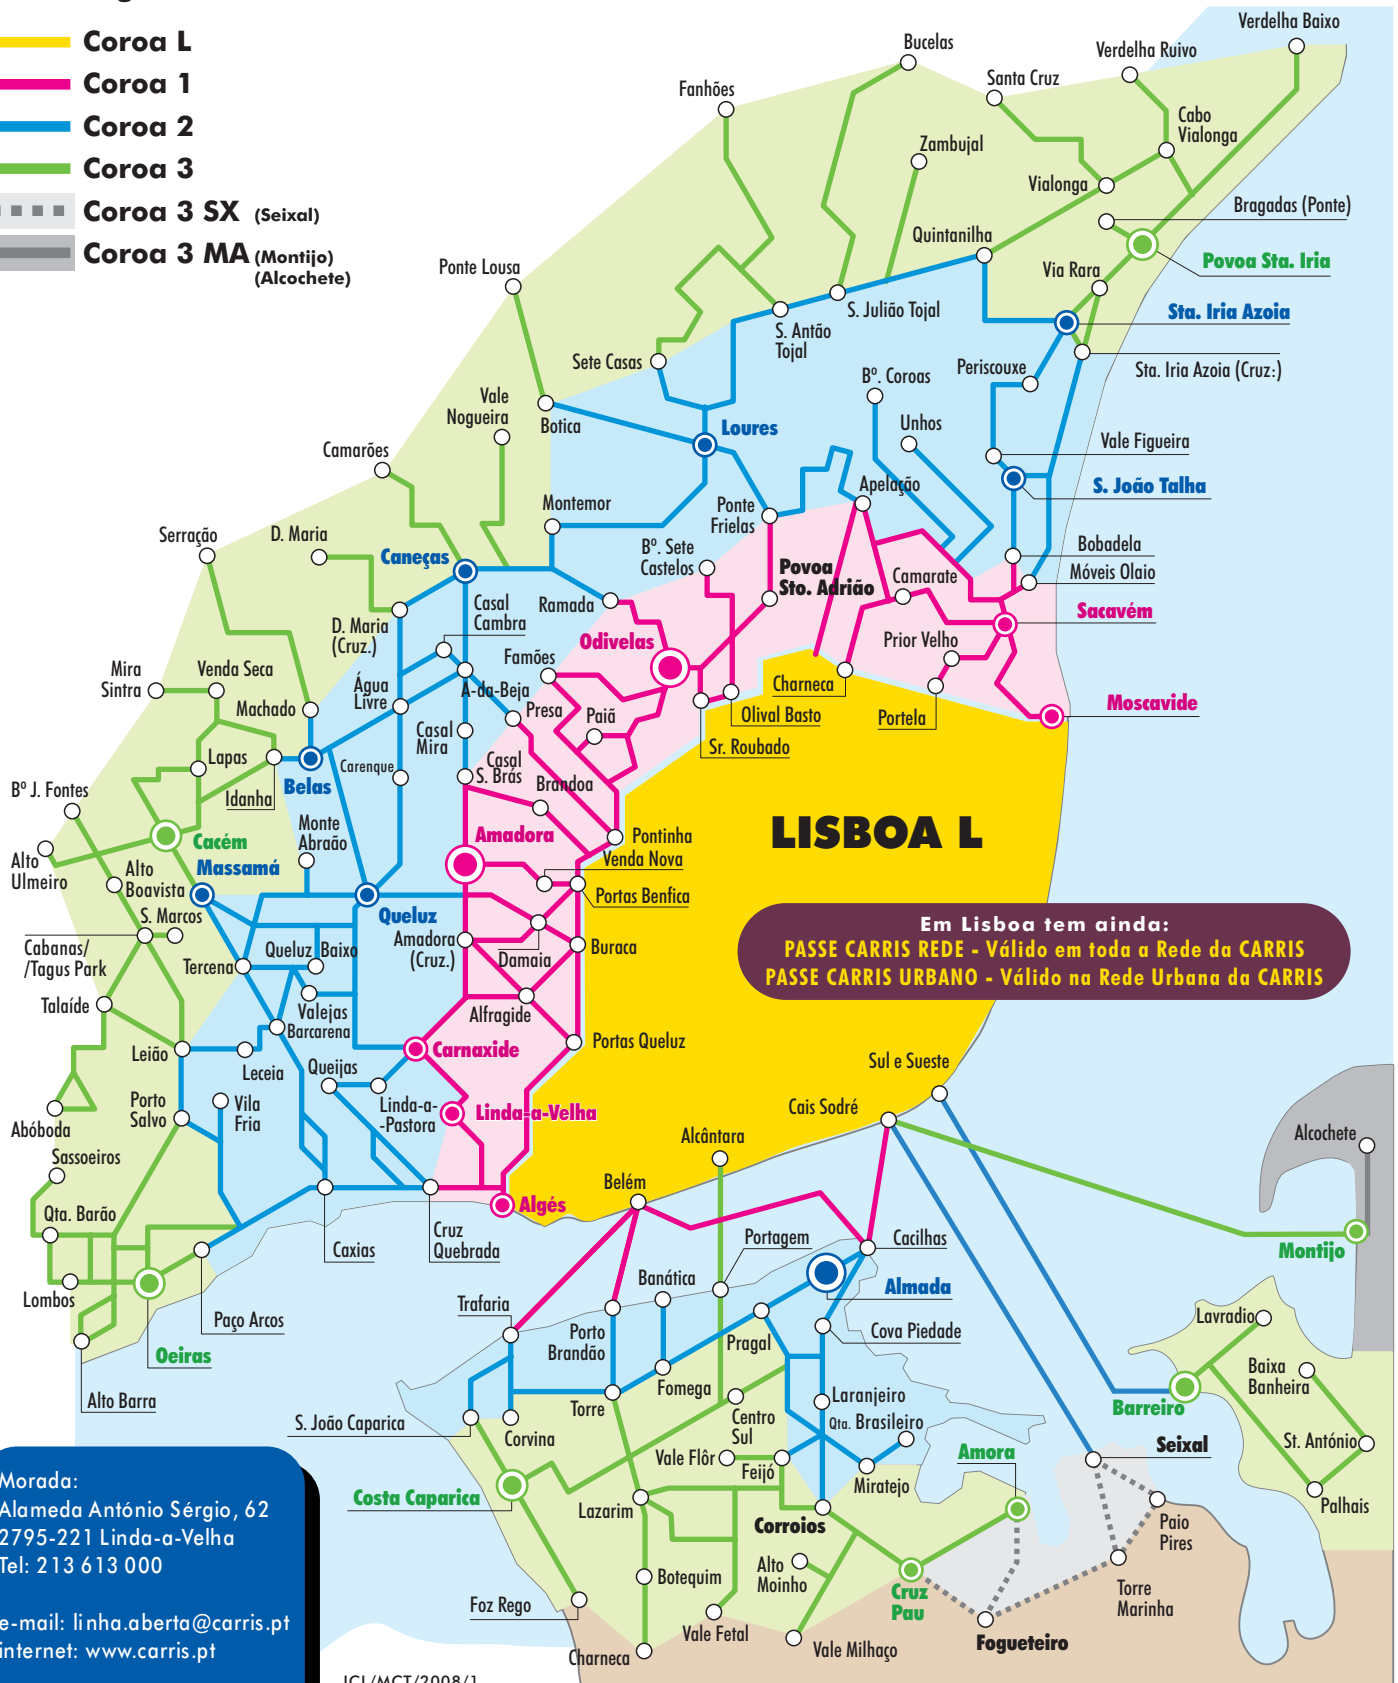 Coroa L
Coroa 1
Coroa 2
Coroa 3
Coroa 3 SX (Seixal)
Coroa 3 MA (Montijo)
(Alcochete)
Verdelha Baixo
Bucelas
Verdelha Ruivo
Santa Cruz
Fanhões
Cabo
Vialonga
Zambujal
Vialonga
Bragadas (Ponte)
Quintanilha
Povoa Sta. Iria
Ponte Lousa
Via Rara
S. Julião Tojal
Sta. Iria Azoia
S. Antão
Tojal
Sete Casas
Periscouxe
Sta. Iria Azoia (Cruz:)
Bº. Coroas
Vale
Nogueira
Botica
Loures
Unhos
Vale Figueira
Camarões
Apelação
S. João Talha
Montemor
Ponte
Frielas
Serração
D. Maria
Caneças
Bº. Sete
Castelos
Bobadela
Povoa
Sto. Adrião
Móveis Olaio
Camarate
Casal
Cambra
Ramada
Sacavém
D. Maria
(Cruz.)
Odivelas
Prior Velho
Famões
Mira
Sintra
Venda Seca
Água
Livre
A-da-Beja
Charneca
Machado
Presa
Paiã
Olival Basto
Portela
Moscavide
Casal
Mira
Sr. Roubado
Lapas
Carenque
Casal
S. Brás
Brandoa
Bº J. Fontes
Idanha
Belas
Monte
Abraão
Amadora
LISBOA L
Cacém
Pontinha
Alto
Ulmeiro
Alto
Boavista
Massamá
Venda Nova
Portas Benfica
S. Marcos
Queluz
Em Lisboa tem ainda:
PASSE CARRIS REDE - Válido em toda a Rede da CARRIS
PASSE CARRIS URBANO - Válido na Rede Urbana da CARRIS
Cabanas/
/Tagus Park
Queluz Baixo
Amadora
(Cruz.)
Damaia
Buraca
Tercena
Talaíde
Valejas
Barcarena
Alfragide
Leião
Carnaxide
Portas Queluz
Leceia
Queijas
Sul e Sueste
Porto
Salvo
Vila
Fria
Linda-a-
-Pastora
Linda-a-Velha
Cais Sodré
Abóboda
Alcântara
Alcochete
Sassoeiros
Belém
Qta. Barão
Algés
Cruz
Quebrada
Portagem
Cacilhas
Caxias
Montijo
Banática
Almada
Lombos
Trafaria
Paço Arcos
Lavradio
Oeiras
Porto
Brandão
Pragal
Cova Piedade
Baixa
Banheira
Alto Barra
Fomega
Torre
Laranjeiro
Barreiro
S. João Caparica
Corvina
Centro
Sul
Qta. Brasileiro
Seixal
St. António
Amora
Vale Flôr
Feijó
Miratejo
Morada:
Alameda António Sérgio, 62
2795-221 Linda-a-Velha
Tel: 213 613 000
e-mail: linha.aberta@carris.pt
internet: www.carris.pt
Costa Caparica
Lazarim
Corroios
Palhais
Paio
Pires
Alto
Moinho
Botequim
Cruz
Pau
Torre
Marinha
Foz Rego
Vale Fetal
Vale Milhaço
Fogueteiro
Charneca